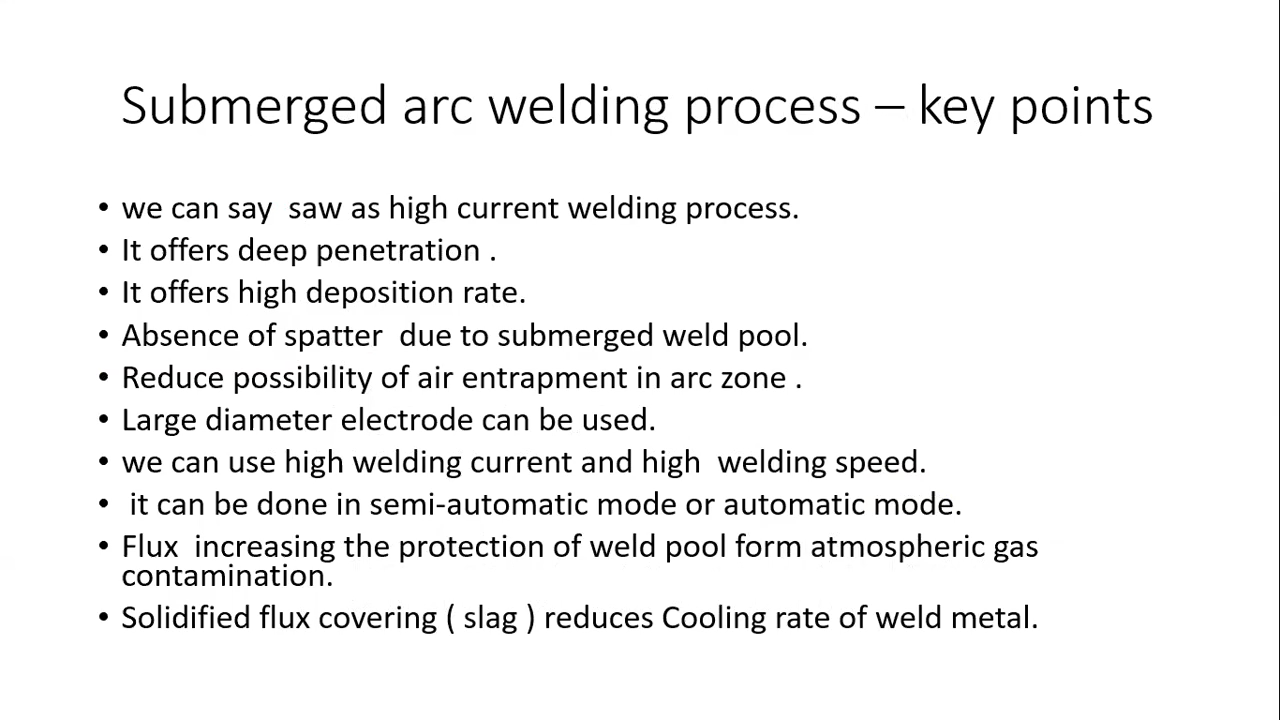 Submerged arc welding process – key points
• we can say  saw as high current welding process.
• It offers deep penetration .
• It offers high deposition rate.
• Absence of spatter  due to submerged weld pool.
• Reduce possibility of air entrapment in arc zone .
• Large diameter electrode can be used.
• we can use high welding current and high  welding speed.
•  it can be done in semi-automatic mode or automatic mode.
• Flux  increasing the protection of weld pool form atmospheric gas
contamination.
• Solidified flux covering ( slag ) reduces Cooling rate of weld metal.